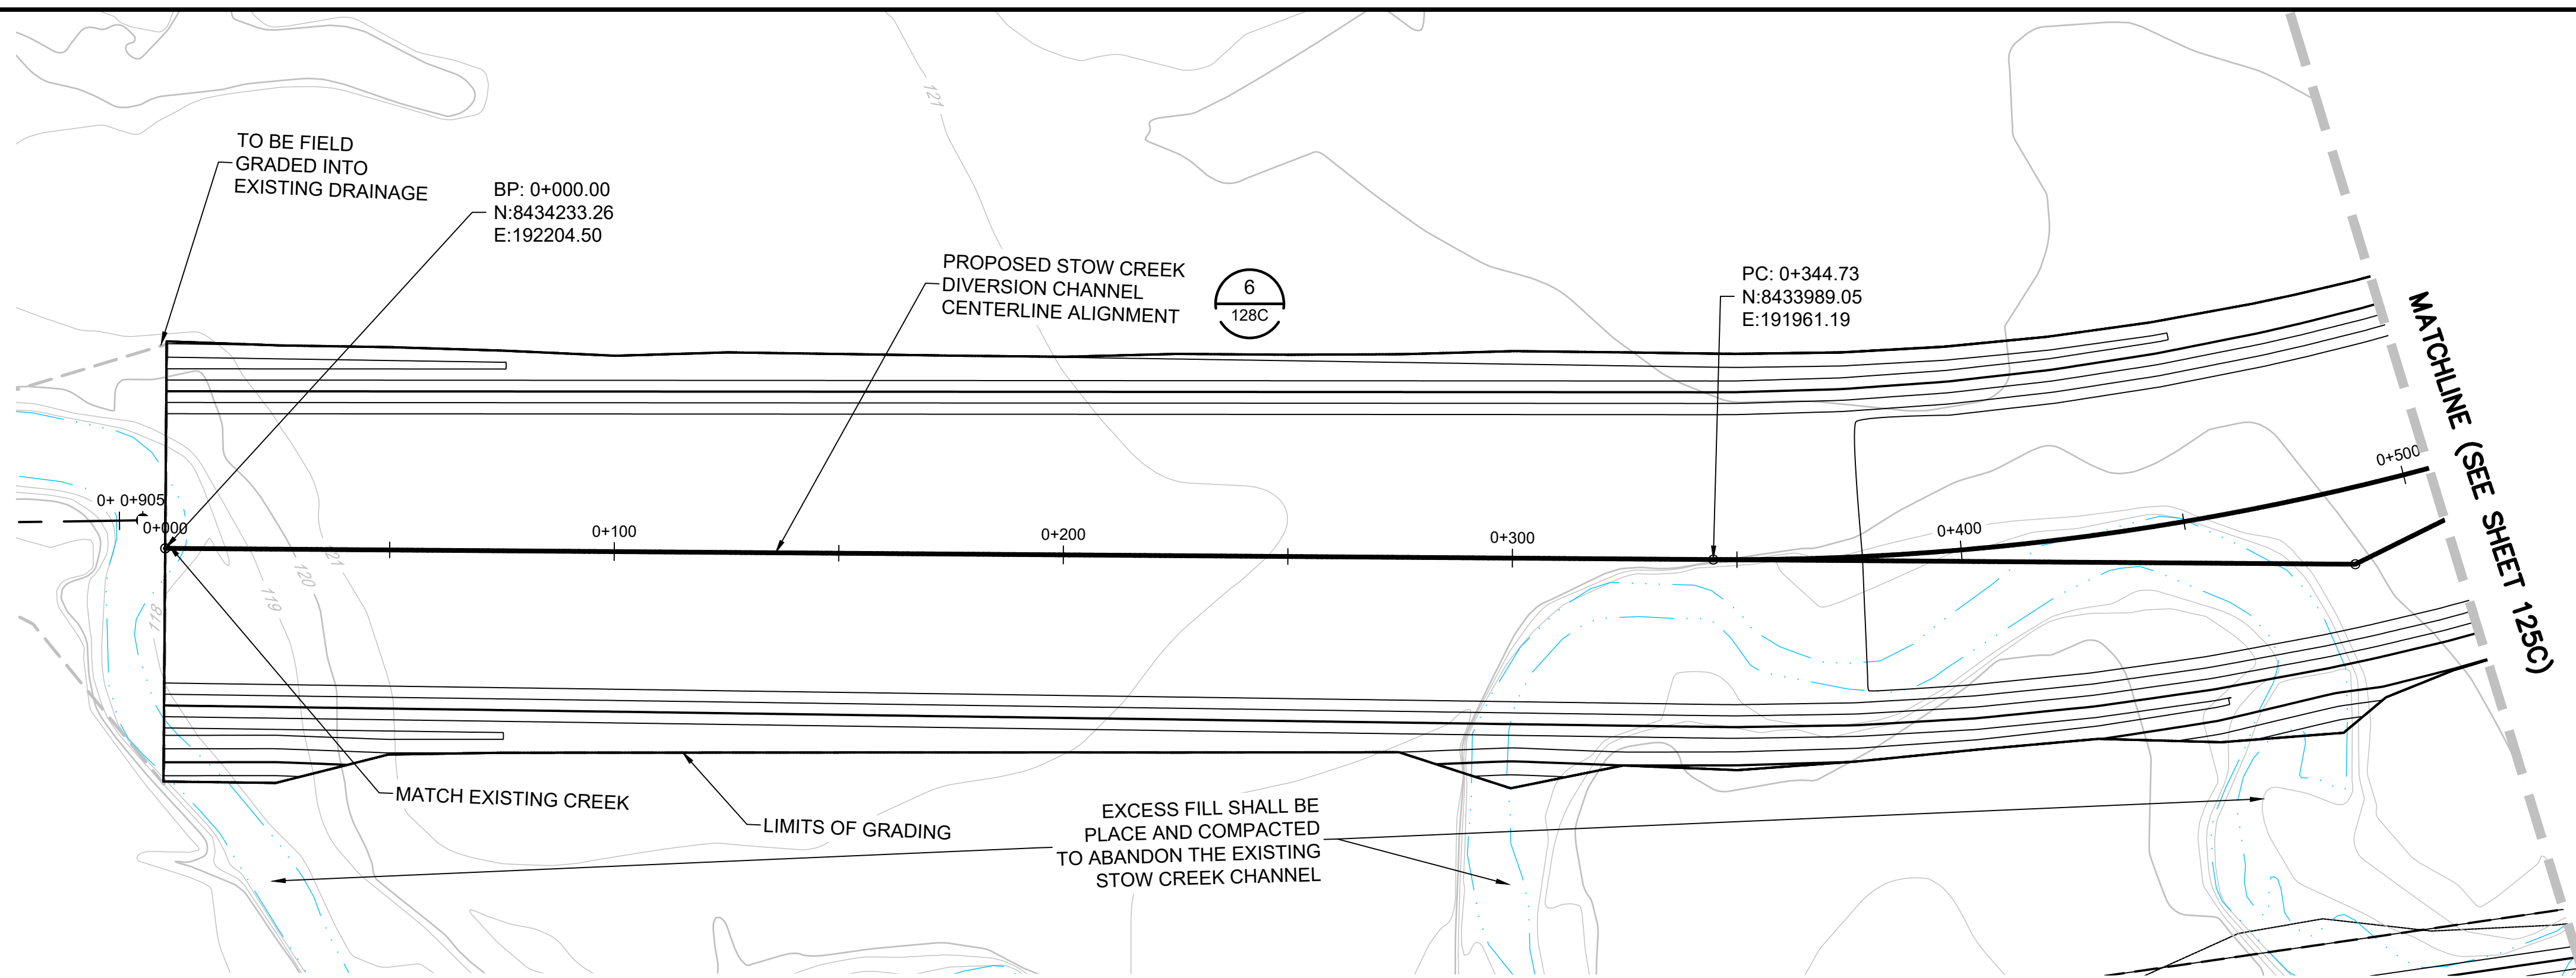 121
TO BE FIELD
GRADED INTO
EXISTING DRAINAGE
BP: 0+000.00
N:8434233.26
E:192204.50
PROPOSED STOW CREEK
DIVERSION CHANNEL
CENTERLINE ALIGNMENT
6
128C
PC: 0+344.73
N:8433989.05
E:191961.19
MATCHLINE (SEE SHEET 125C)
0+500
0+ 0+905
0+000
0+100
0+200
0+300
0+400
121
120
119
118
MATCH EXISTING CREEK
LIMITS OF GRADING
EXCESS FILL SHALL BE
PLACE AND COMPACTED
TO ABANDON THE EXISTING
STOW CREEK CHANNEL